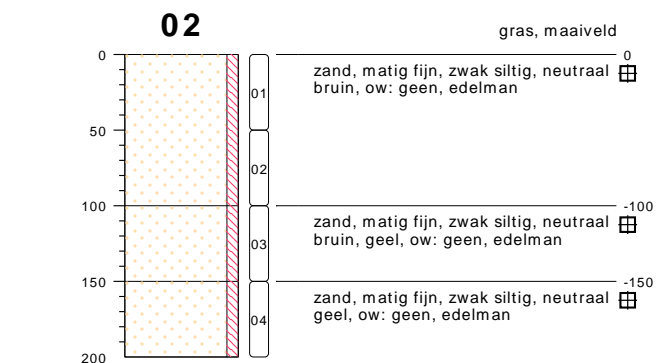 02
gras, maaiveld
0
0
zand, matig fijn, zwak siltig, neutraal
bruin, ow: geen, edelman
01
50
02
100
-100
zand, matig fijn, zwak siltig, neutraal
bruin, geel, ow: geen, edelman
03
150
-150
zand, matig fijn, zwak siltig, neutraal
geel, ow: geen, edelman
04
200